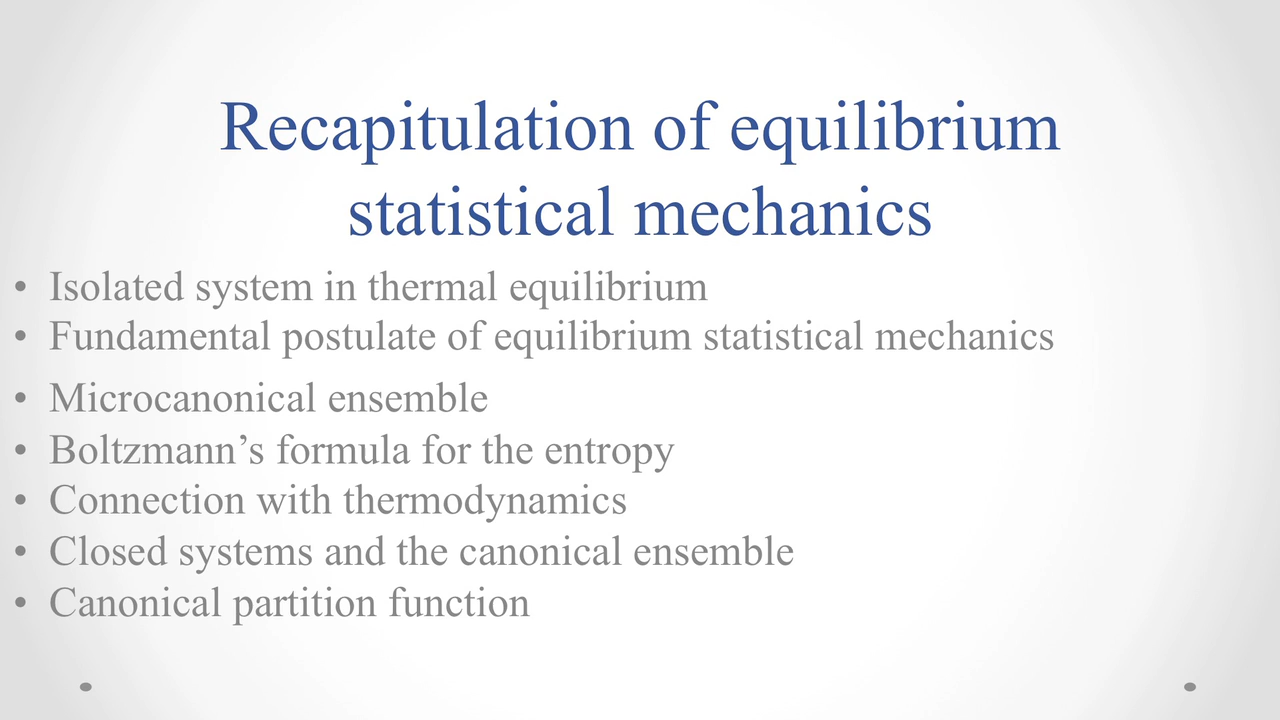 Recapitulation of equilibrium
statistical mechanics
• Isolated system in thermal equilibrium
• Fundamental postulate of equilibrium statistical mechanics
• Microcanonical ensemble
• Boltzmann’s formula for the entropy
• Connection with thermodynamics
• Closed systems and the canonical ensemble
• Canonical partition function